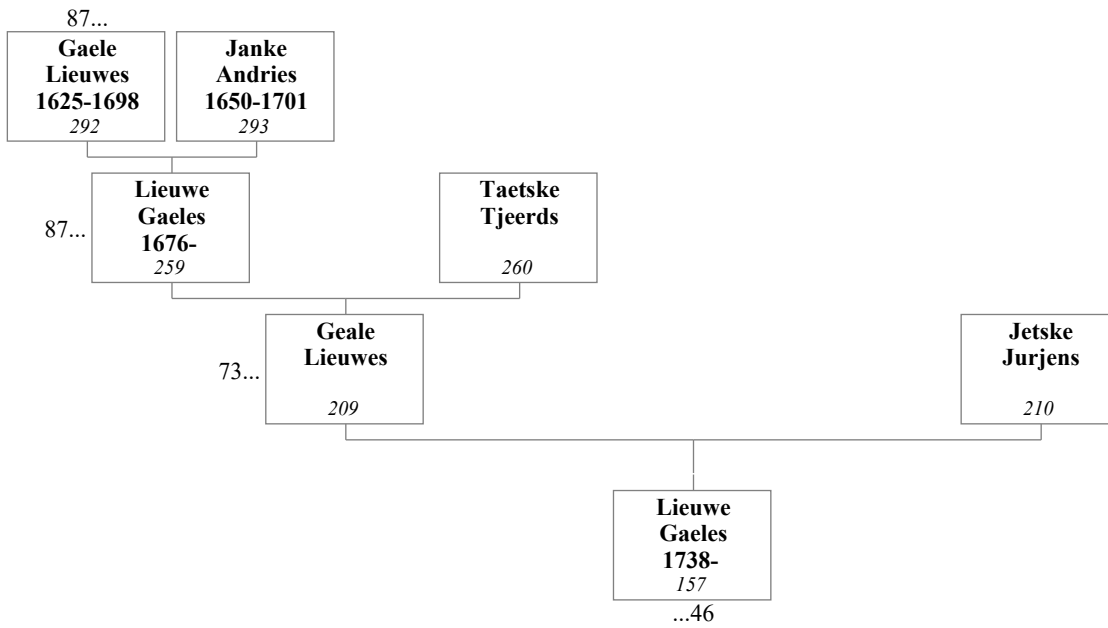 87...
Gaele
Lieuwes
1625-1698
292
Janke
Andries
1650-1701
293
87...
Lieuwe
Gaeles
1676-
259
Taetske
Tjeerds
260
73...
Geale
Lieuwes
209
Jetske
Jurjens
210
Lieuwe
Gaeles
1738-
157
...46